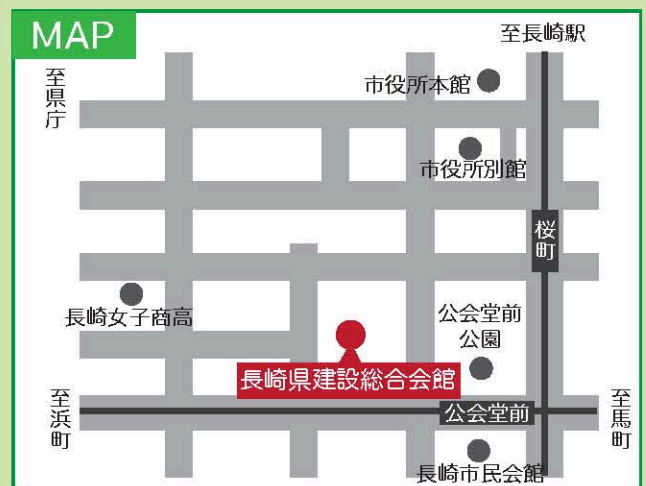 MAP
至長崎駅
至県庁
市役所本館
市役所別館
桜町
長崎女子商高
公会堂前
公園
長崎県建設総合会館
至浜町
公会堂前
至馬町
長崎市民会館